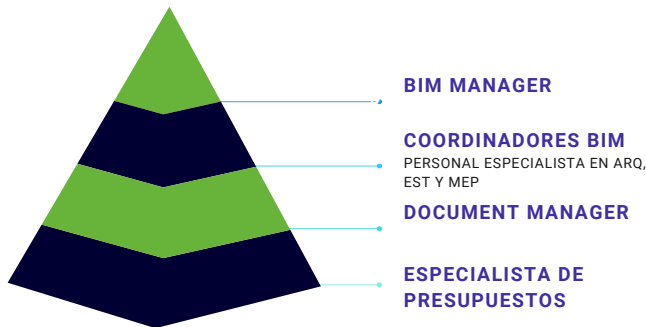 BIM MANAGER
COORDINADORES BIM
PERSONAL ESPECIALISTA EN ARQ,
EST Y MEP
DOCUMENT MANAGER
ESPECIALISTA DE
PRESUPUESTOS